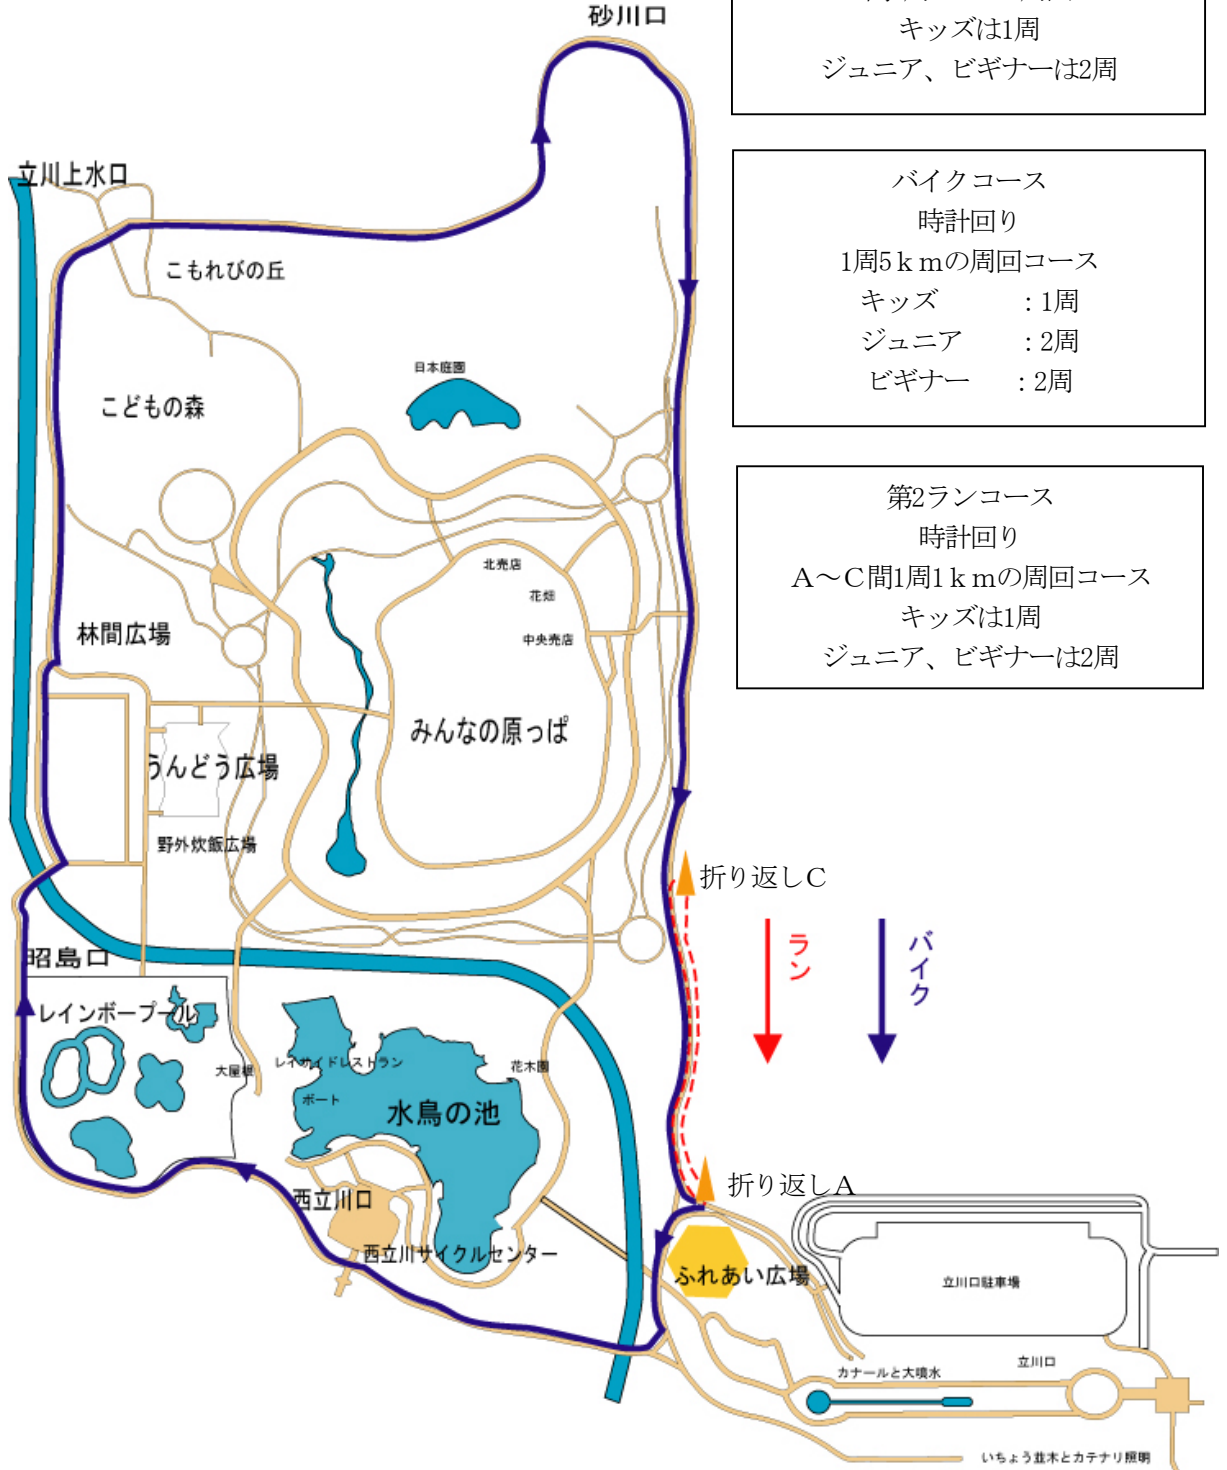 砂川口
キッズは1周
ジュニア、ビギナーは2周
立川上水口
こもれびの丘
バイクコース
時計回り
1周5ｋｍの周回コース
キッズ　　　　：1周
ジュニア　　　：2周
ビギナー　　：2周
日本庭園
こどもの森
第2ランコース
時計回り
Ａ～Ｃ間1周1ｋｍの周回コース
キッズは1周
ジュニア、ビギナーは2周
北売店
花畑
中央売店
林間広場
みんなの原っぱ
うんどう広場
野外炊飯広場
折り返しＣ
ラン
バイク
昭島口
レインボープール
大屋根
レイサイドレストラン
ボート
花木園
水鳥の池
折り返しＡ
西立川口
西立川サイクルセンター
ふれあい広場
立川口駐車場
立川口
カナールと大噴水
いちょう並木とカテナリ照明